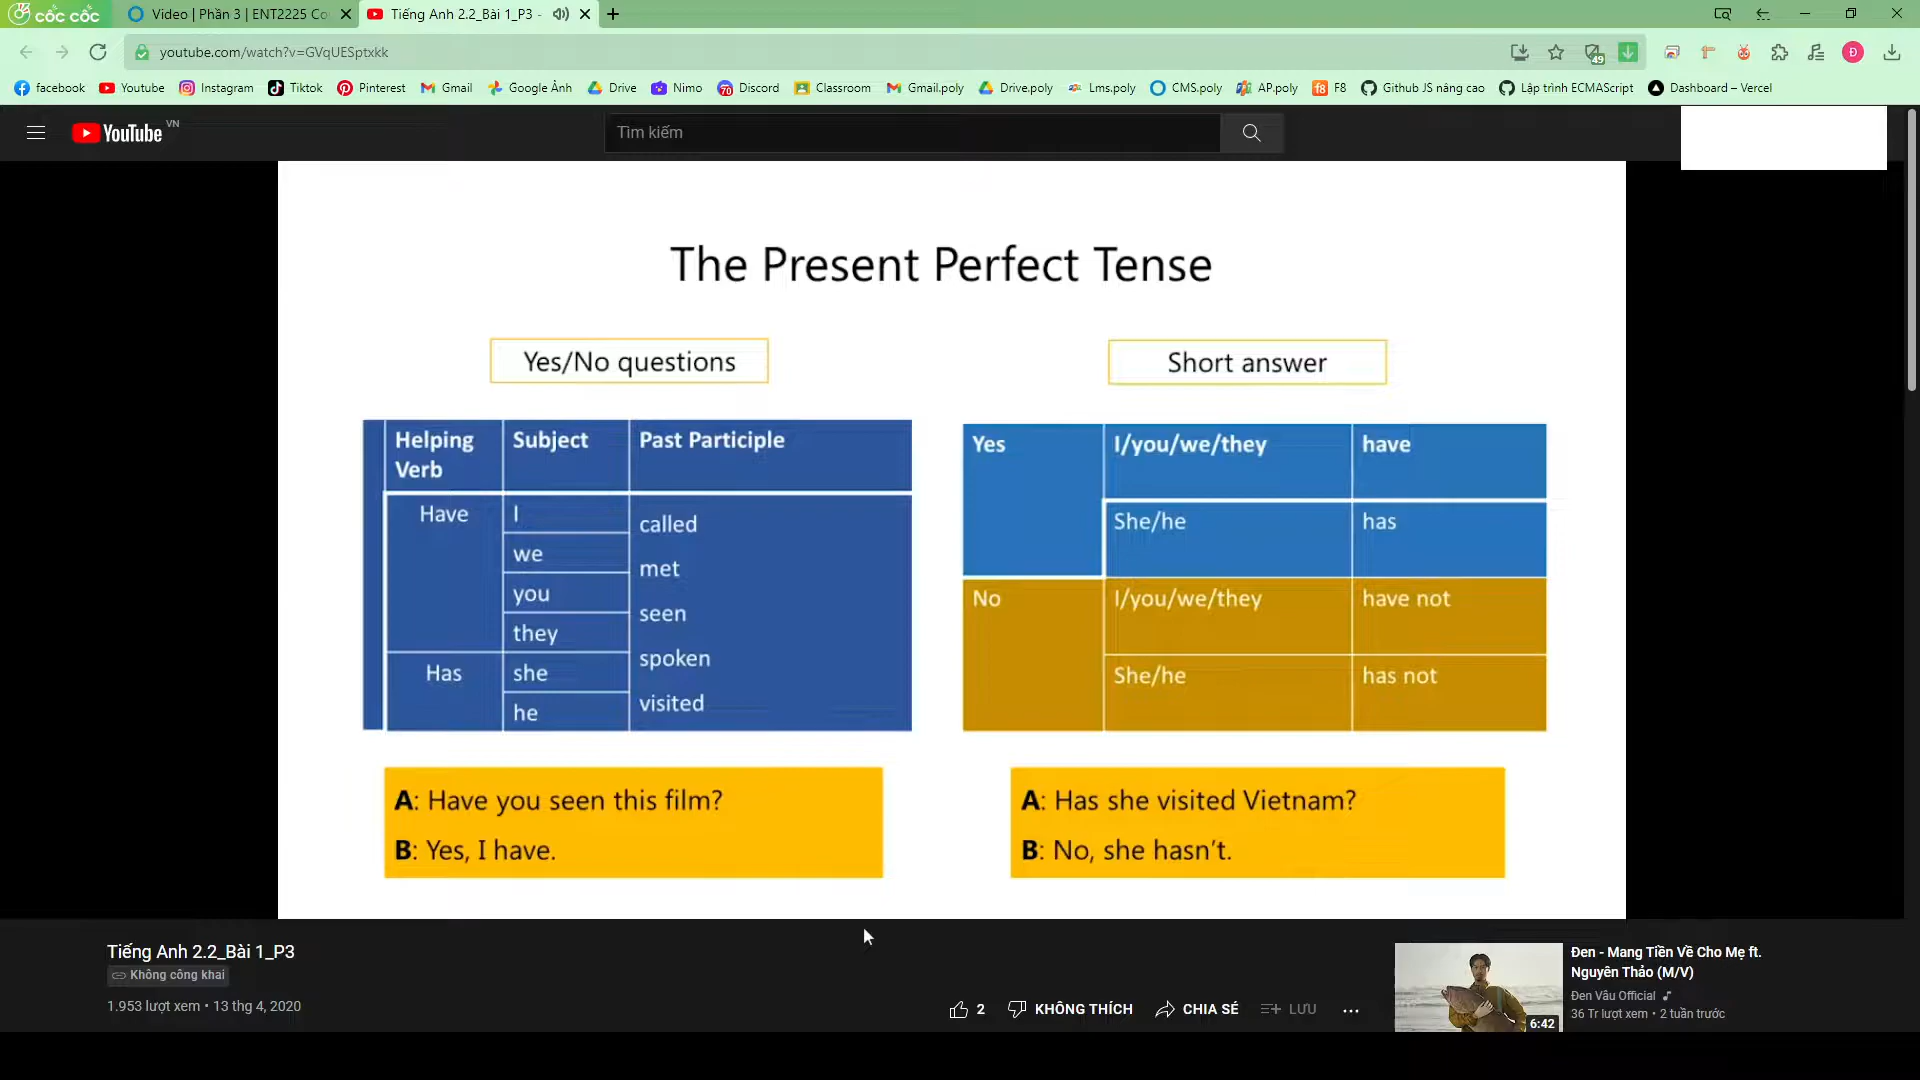 cốc cốc
Video | Phần 3 | ENT2225 Co
Tiếng Anh 2.2_Bài 1_P3 -
youtube.com/watch?v=GVqUESptxkk
49
Đ
facebook
Youtube
Instagram
Tiktok
Pinterest
Gmail
Google Ảnh
Drive
Nimo
70
Discord
Classroom
Gmail.poly
Drive.poly
Lms.poly
CMS.poly
AP.poly
f8
F8
Github JS nâng cao
Lập trình ECMAScript
Dashboard – Vercel
YouTube VN
Tìm kiếm
The Present Perfect Tense
Yes/No questions
Helping Verb
Subject
Past Participle
Have
I
we
you
they
Has
she
he
called
met
seen
spoken
visited
A: Have you seen this film?
B: Yes, I have.
Short answer
Yes
I/you/we/they
have
She/he
has
No
I/you/we/they
have not
She/he
has not
A: Has she visited Vietnam?
B: No, she hasn't.
Tiếng Anh 2.2_Bài 1_P3
Không công khai
1.953 lượt xem • 13 thg 4, 2020
2
KHÔNG THÍCH
CHIA SẺ
LƯU
6:42
Đen - Mang Tiền Về Cho Mẹ ft.
Nguyên Thảo (M/V)
Đen Vâu Official
36 Tr lượt xem • 2 tuần trước